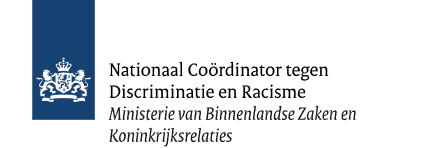 Nationaal Coördinator tegen
Discriminatie en Racisme
Ministerie van Binnenlandse Zaken en
Koninkrijksrelaties